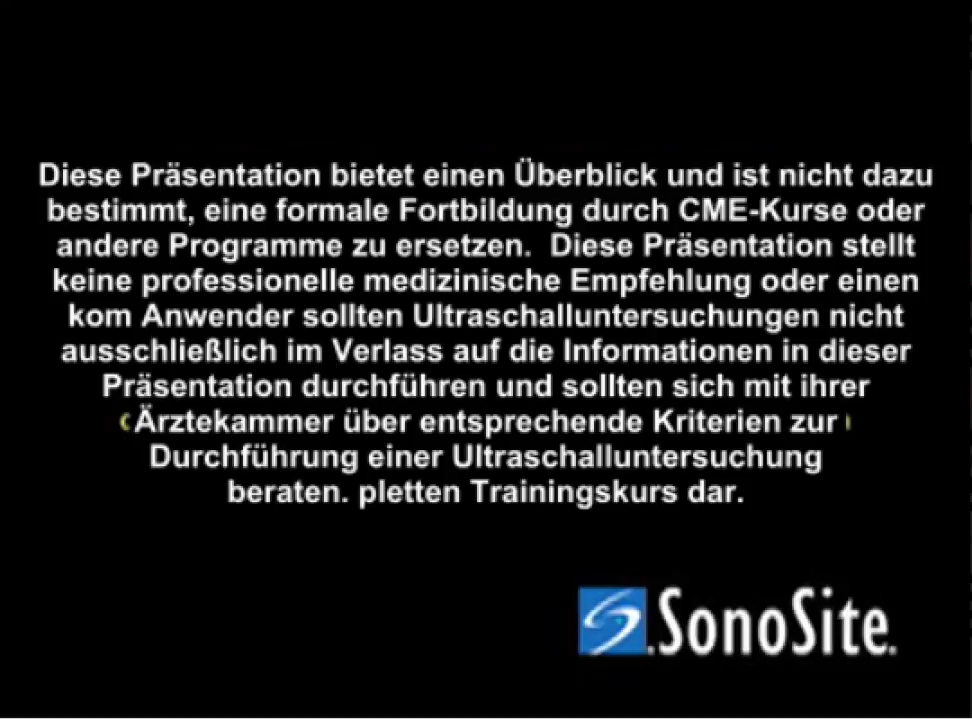 Diese Präsentation bietet einen Überblick und ist nicht dazu
bestimmt, eine formale Fortbildung durch CME-Kurse oder
andere Programme zu ersetzen.  Diese Präsentation stellt
keine professionelle medizinische Empfehlung oder einen
kom Anwender sollten Ultraschalluntersuchungen nicht
ausschließlich im Verlass auf die Informationen in dieser
Präsentation durchführen und sollten sich mit ihrer
Ärztekammer über entsprechende Kriterien zur
Durchführung einer Ultraschalluntersuchung
beraten. pletten Trainingskurs dar.
SonoSite.